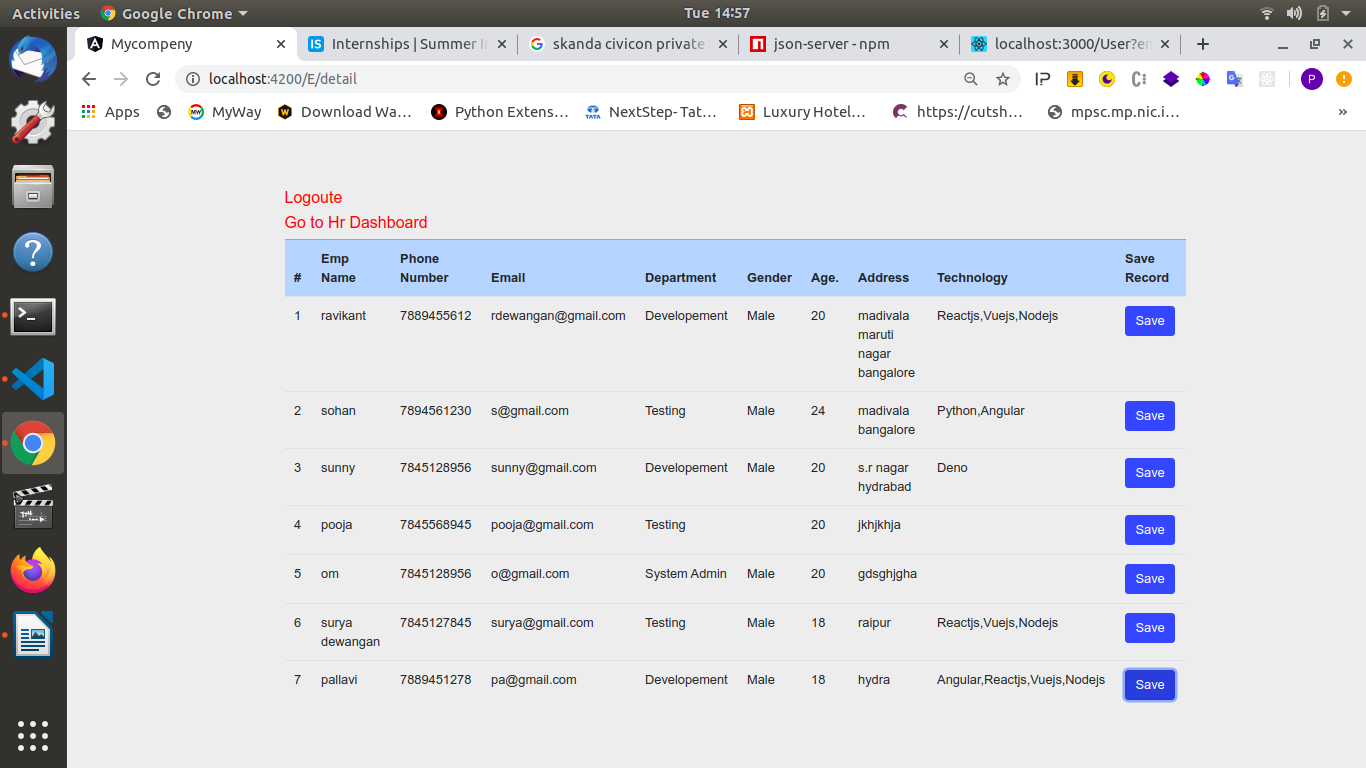 Activities Google Chrome Tue 14:57
Mycompeny Internships | Summer In skanda civicon private json-server - npm localhost:3000/User?en
localhost:4200/E/detail
Apps MyWay Download Wa... Python Extens... NextStep- Tat... Luxury Hotel... https://cutsh... mpsc.mp.nic.i... »
Logoute
Go to Hr Dashboard
# Emp Name Phone Number Email Department Gender Age. Address Technology Save Record
1 ravikant 7889455612 rdewangan@gmail.com Developement Male 20 madivala maruti nagar bangalore Reactjs,Vuejs,Nodejs Save
2 sohan 7894561230 s@gmail.com Testing Male 24 madivala bangalore Python,Angular Save
3 sunny 7845128956 sunny@gmail.com Developement Male 20 s.r nagar hydrabad Deno Save
4 pooja 7845568945 pooja@gmail.com Testing 20 jkhjkhja Save
5 om 7845128956 o@gmail.com System Admin Male 20 gdsghjgha Save
6 surya dewangan 7845127845 surya@gmail.com Testing Male 18 raipur Reactjs,Vuejs,Nodejs Save
7 pallavi 7889451278 pa@gmail.com Developement Male 18 hydra Angular,Reactjs,Vuejs,Nodejs Save